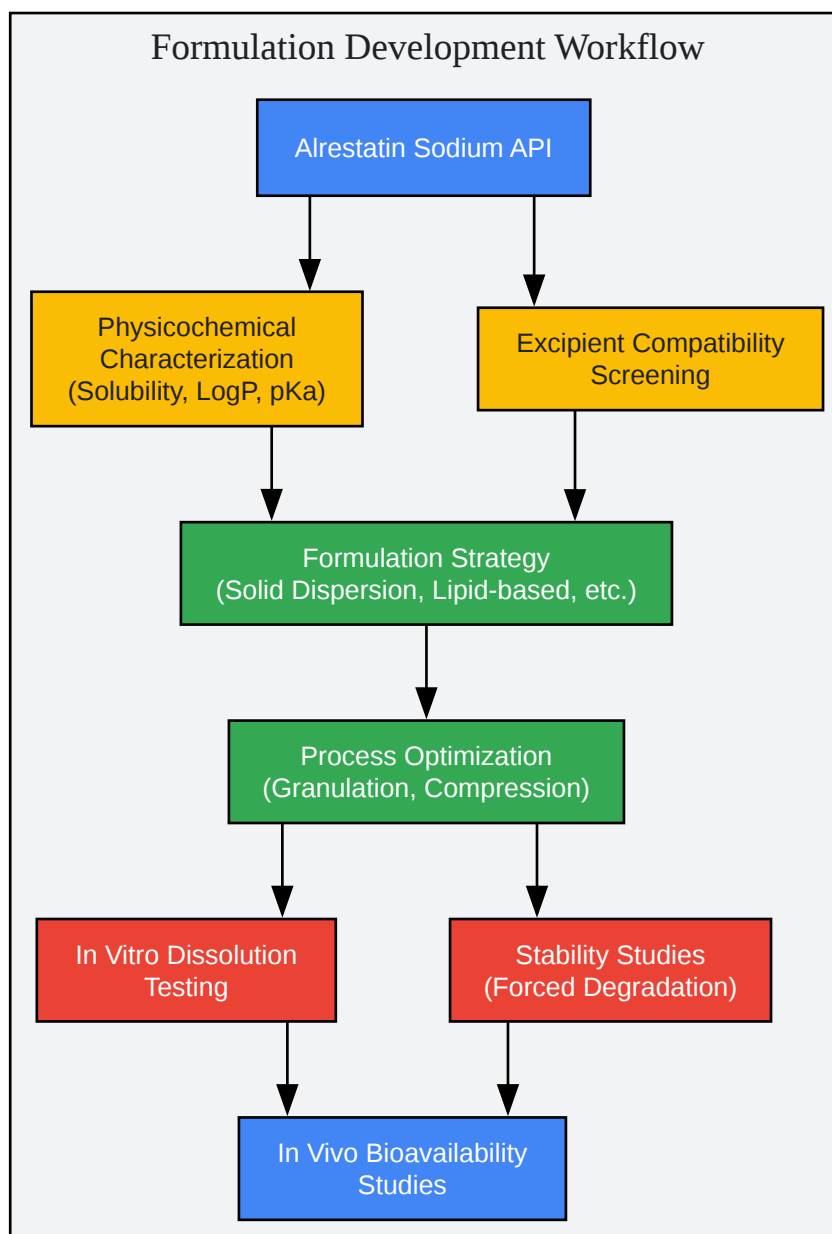 Formulation Development Workflow
Alrestatin Sodium API
Physicochemical
Characterization
(Solubility, LogP, pKa)
Excipient Compatibility
Screening
Formulation Strategy
(Solid Dispersion, Lipid-based, etc.)
Process Optimization
(Granulation, Compression)
In Vitro Dissolution
Testing
Stability Studies
(Forced Degradation)
In Vivo Bioavailability
Studies